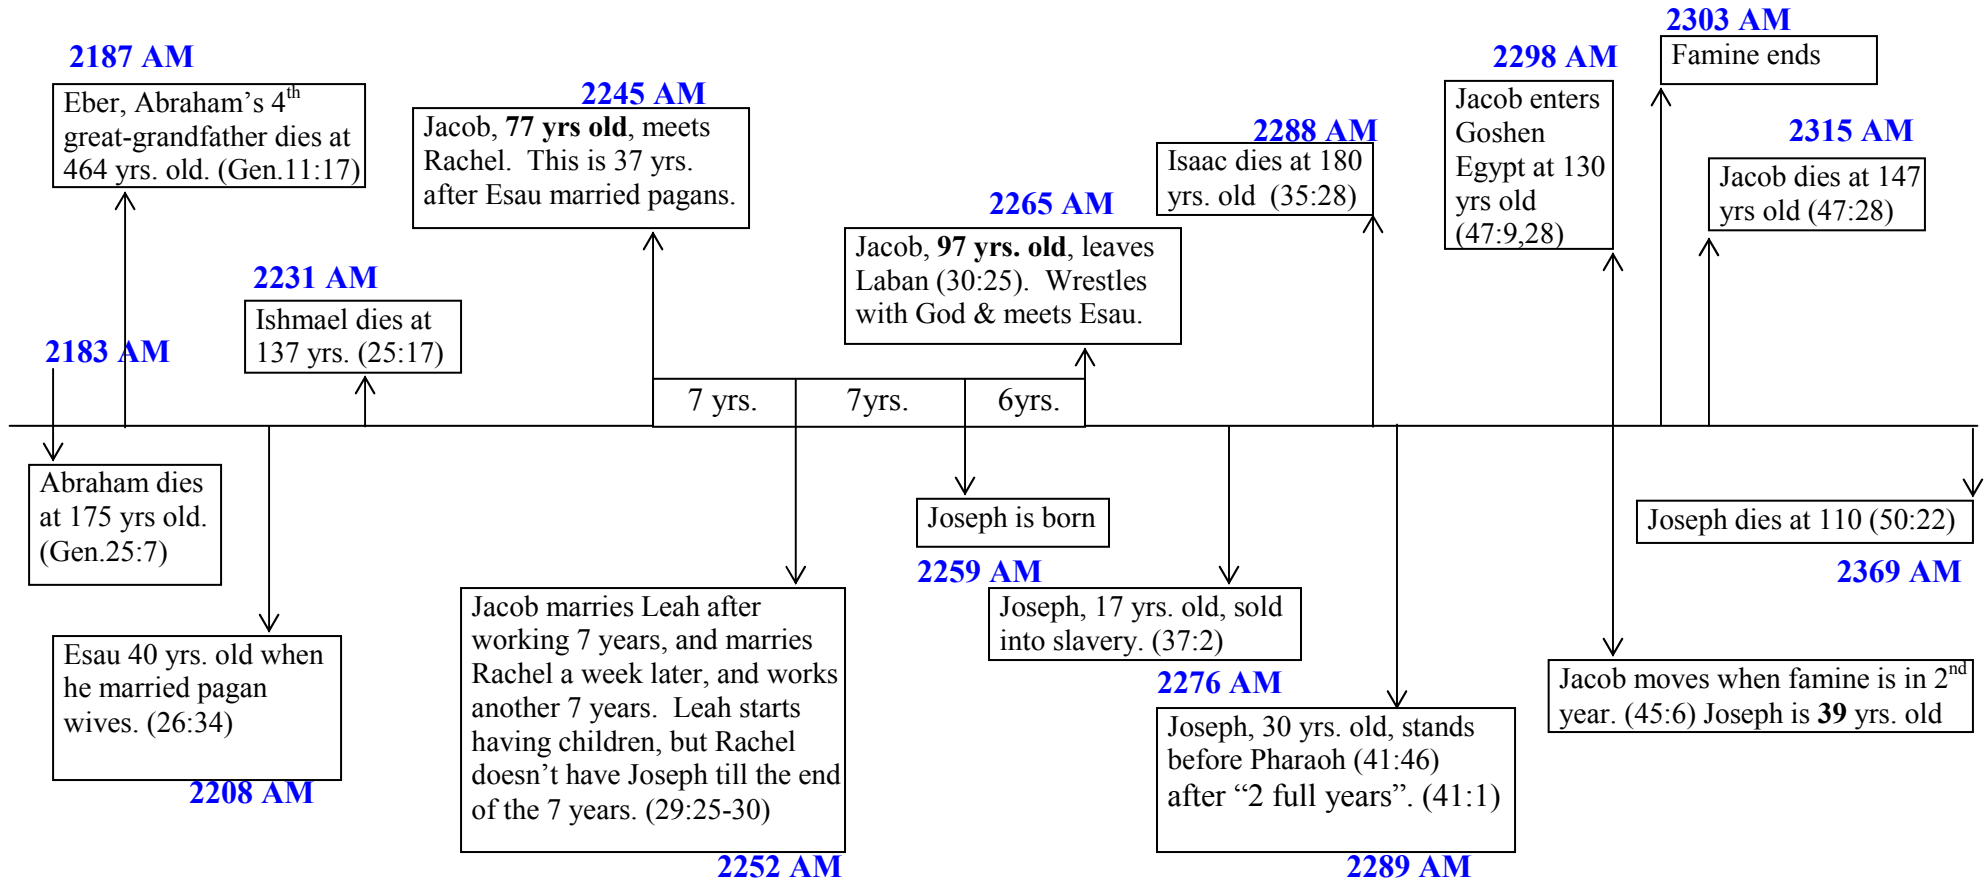 2187 AM
Eber, Abraham’s 4th
great-grandfather dies at
464 yrs. old. (Gen.11:17)
2183 AM
Abraham dies
at 175 yrs old.
(Gen.25:7)
2231 AM
Ishmael dies at
137 yrs. (25:17)
Esau 40 yrs. old when
he married pagan
wives. (26:34)
2208 AM
2245 AM
Jacob, 77 yrs old, meets
Rachel. This is 37 yrs.
after Esau married pagans.
7 yrs.
7yrs.
6yrs.
Jacob marries Leah after
working 7 years, and marries
Rachel a week later, and works
another 7 years. Leah starts
having children, but Rachel
doesn’t have Joseph till the end
of the 7 years. (29:25-30)
2252 AM
2265 AM
Jacob, 97 yrs. old, leaves
Laban (30:25). Wrestles
with God & meets Esau.
Joseph is born
2259 AM
Joseph, 17 yrs. old, sold
into slavery. (37:2)
2276 AM
2288 AM
Isaac dies at 180
yrs. old (35:28)
Joseph, 30 yrs. old, stands
before Pharaoh (41:46)
after “2 full years”. (41:1)
2289 AM
2298 AM
Jacob enters
Goshen
Egypt at 130
yrs old
(47:9,28)
Jacob moves when famine is in 2nd
year. (45:6) Joseph is 39 yrs. old
2303 AM
Famine ends
2315 AM
Jacob dies at 147
yrs old (47:28)
Joseph dies at 110 (50:22)
2369 AM